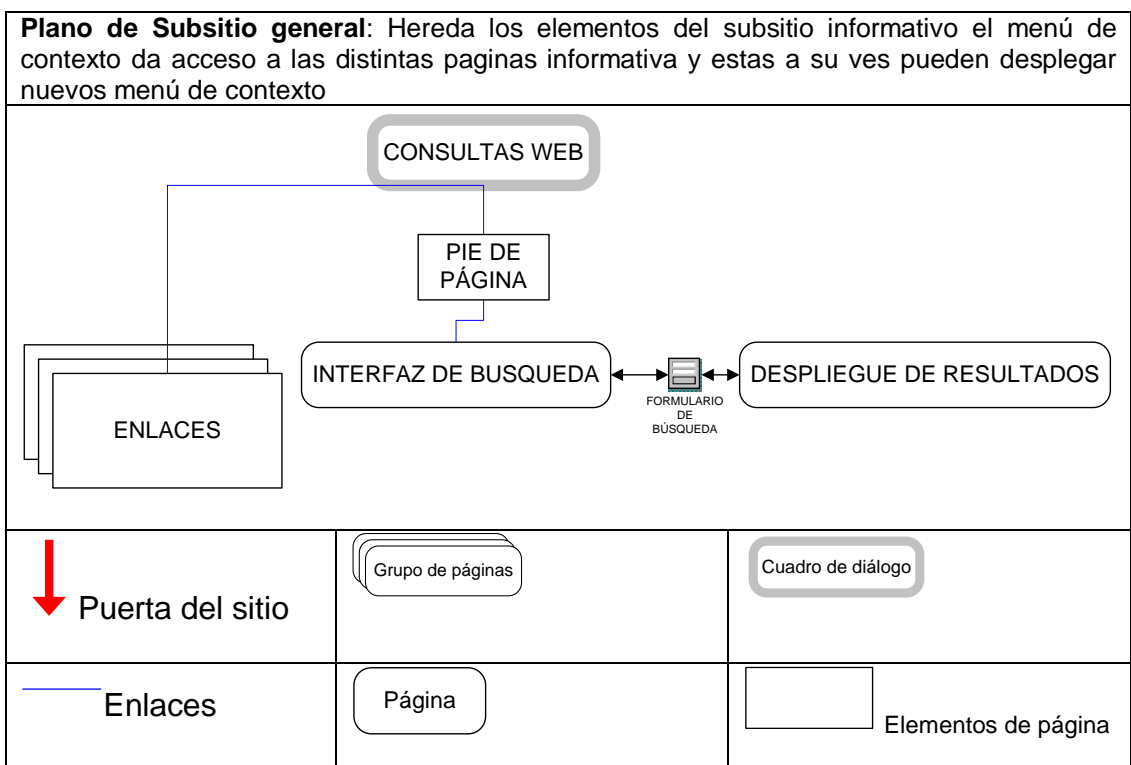 Plano de Subsitio general: Hereda los elementos del subsitio informativo el menú de
contexto da acceso a las distintas paginas informativa y estas a su ves pueden desplegar
nuevos menú de contexto
CONSULTAS WEB
PIE DE
PÁGINA
ENLACES
INTERFAZ DE BUSQUEDA
FORMULARIO
DE
BÚSQUEDA
DESPLIEGUE DE RESULTADOS
Puerta del sitio
Grupo de páginas
Cuadro de diálogo
Enlaces
Página
Elementos de página